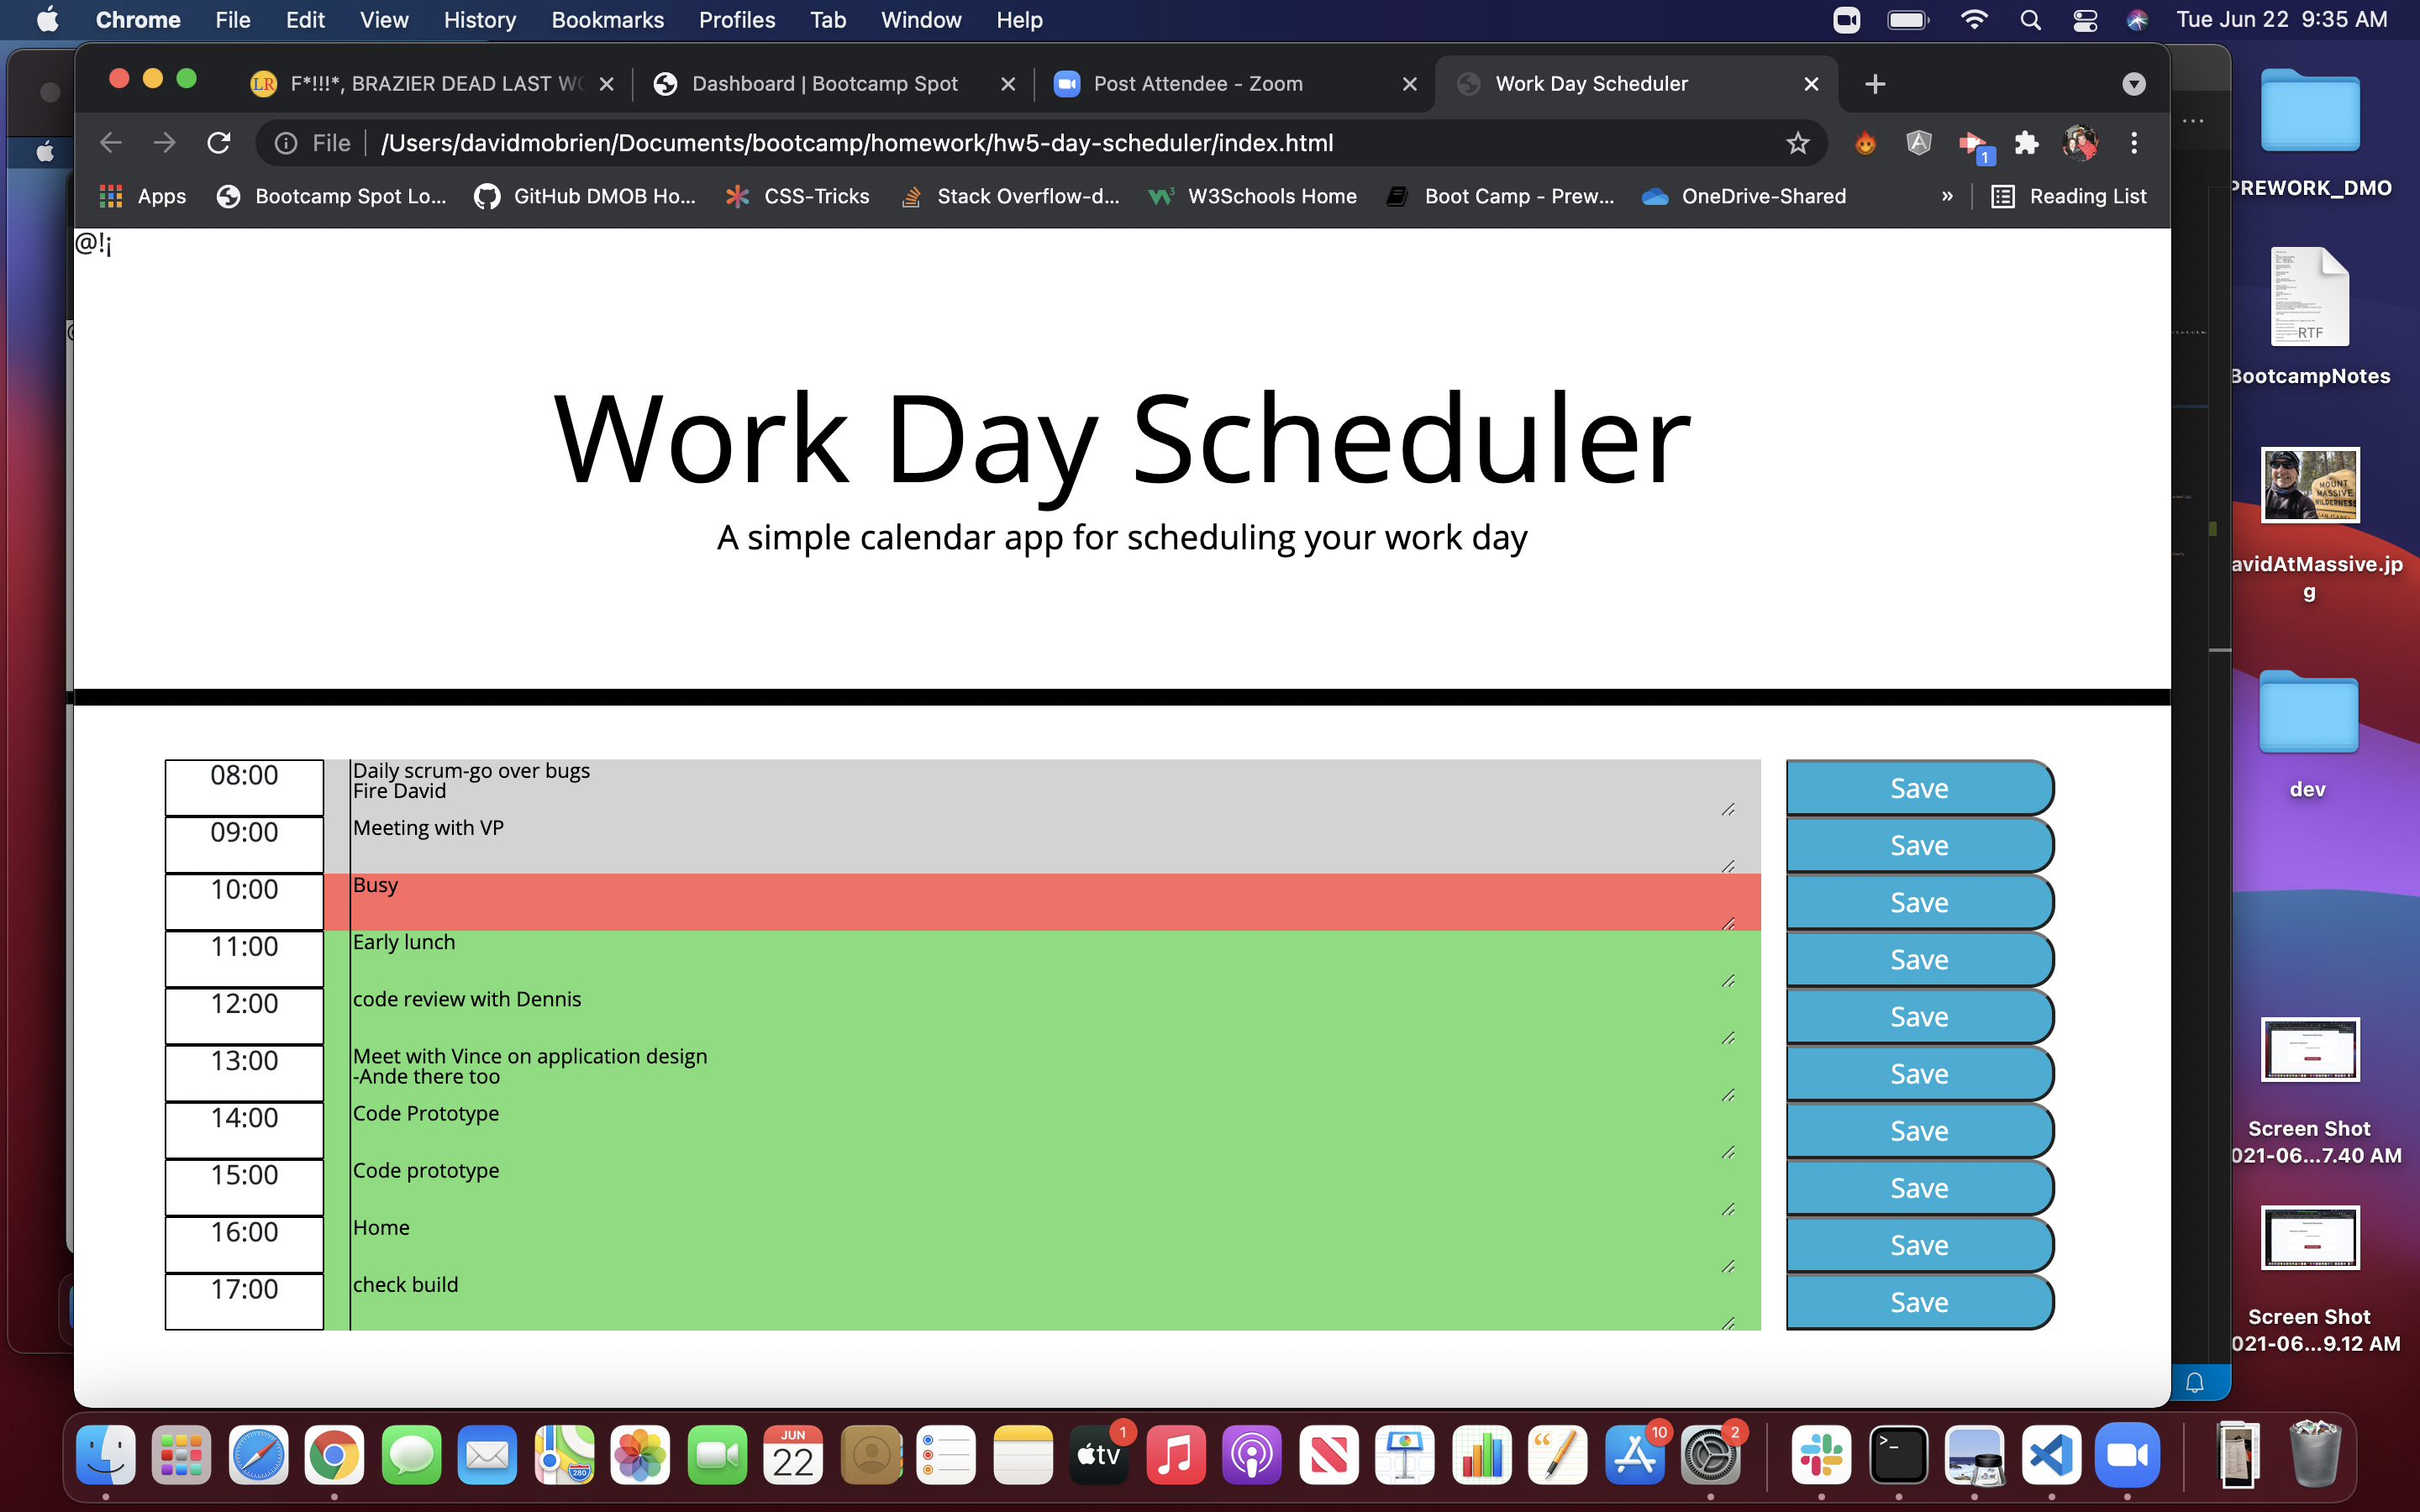 Chrome File Edit View History Bookmarks Profiles Tab Window Help Tue Jun 22 9:35 AM
F*!!!*, BRAZIER DEAD LAST Dashboard | Bootcamp Spot Post Attendee - Zoom Work Day Scheduler
File /Users/davidmobrien/Documents/bootcamp/homework/hw5-day-scheduler/index.html 1
Apps Bootcamp Spot Lo... GitHub DMOB Ho... CSS-Tricks Stack Overflow-d... W3Schools Home Boot Camp - Prew... OneDrive-Shared » Reading List
@!¡
Work Day Scheduler
A simple calendar app for scheduling your work day
08:00 Daily scrum-go over bugs Save
Fire David
09:00 Meeting with VP Save
10:00 Busy Save
11:00 Early lunch Save
12:00 code review with Dennis Save
13:00 Meet with Vince on application design Save
-Ande there too
14:00 Code Prototype Save
15:00 Code prototype Save
16:00 Home Save
17:00 check build Save
PREWORK_DMO
RTF
BootcampNotes
MOUNT
MASSIVE
WILDERNESS
avidAtMassive.jp
g
dev
Screen Shot
021-06...7.40 AM
Screen Shot
021-06...9.12 AM
280 JUN 22 tv 1 10 2